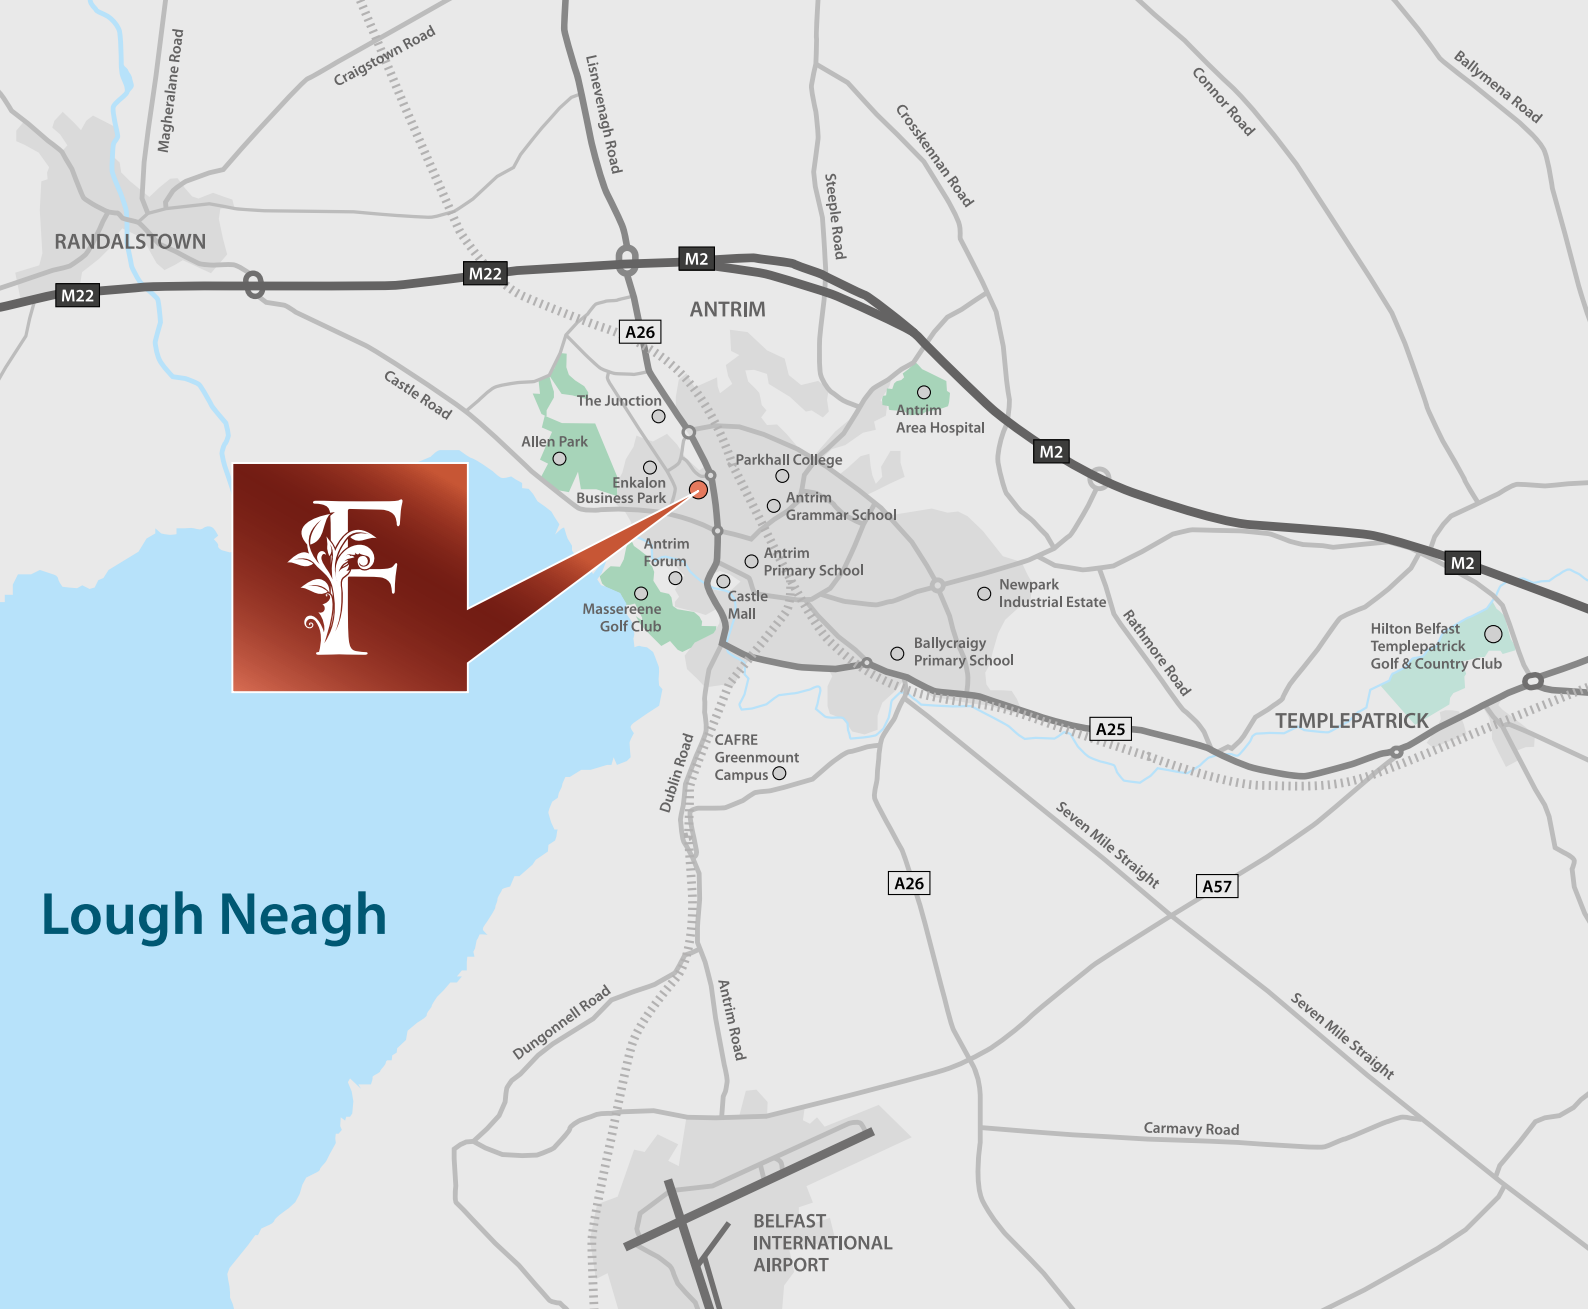 Magheralane Road
Craigstown Road
Lisnevenagh Road
Crosskennan Road
Connor Road
Ballymena Road
Steeple Road
RANDALSTOWN
M22
M22
M2
ANTRIM
A26
Castle Road
The Junction
Antrim
Area Hospital
Allen Park
M2
Parkhall College
Enkalon
Business Park
Antrim
Grammar School
F
Antrim
Forum
Antrim
Primary School
M2
Castle
Mall
Massereene
Golf Club
Newpark
Industrial Estate
Rathmore Road
Hilton Belfast
Templepatrick
Golf & Country Club
Ballycraigy
Primary School
TEMPLEPATRICK
A25
CAFRE
Greenmount
Campus
Dublin Road
Seven Mile Straight
A26
A57
Lough Neagh
Dungonnell Road
Antrim Road
Seven Mile Straight
Carmavy Road
BELFAST
INTERNATIONAL
AIRPORT